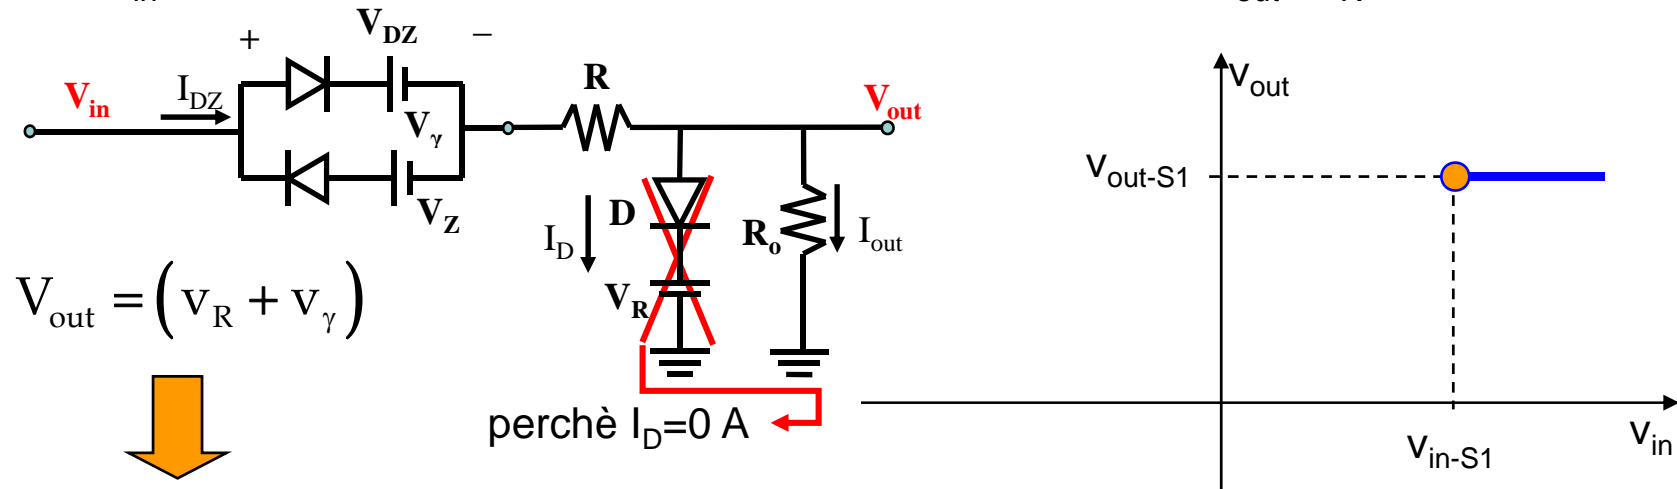 in
+
V_DZ
−
V_in
I_DZ
V_γ
V_Z
R
V_out
I_D
D
V_R
R_o
I_out
V_out = (v_R + v_γ)
perchè I_D=0 A
v_out
v_out-S1
v_in-S1
v_in